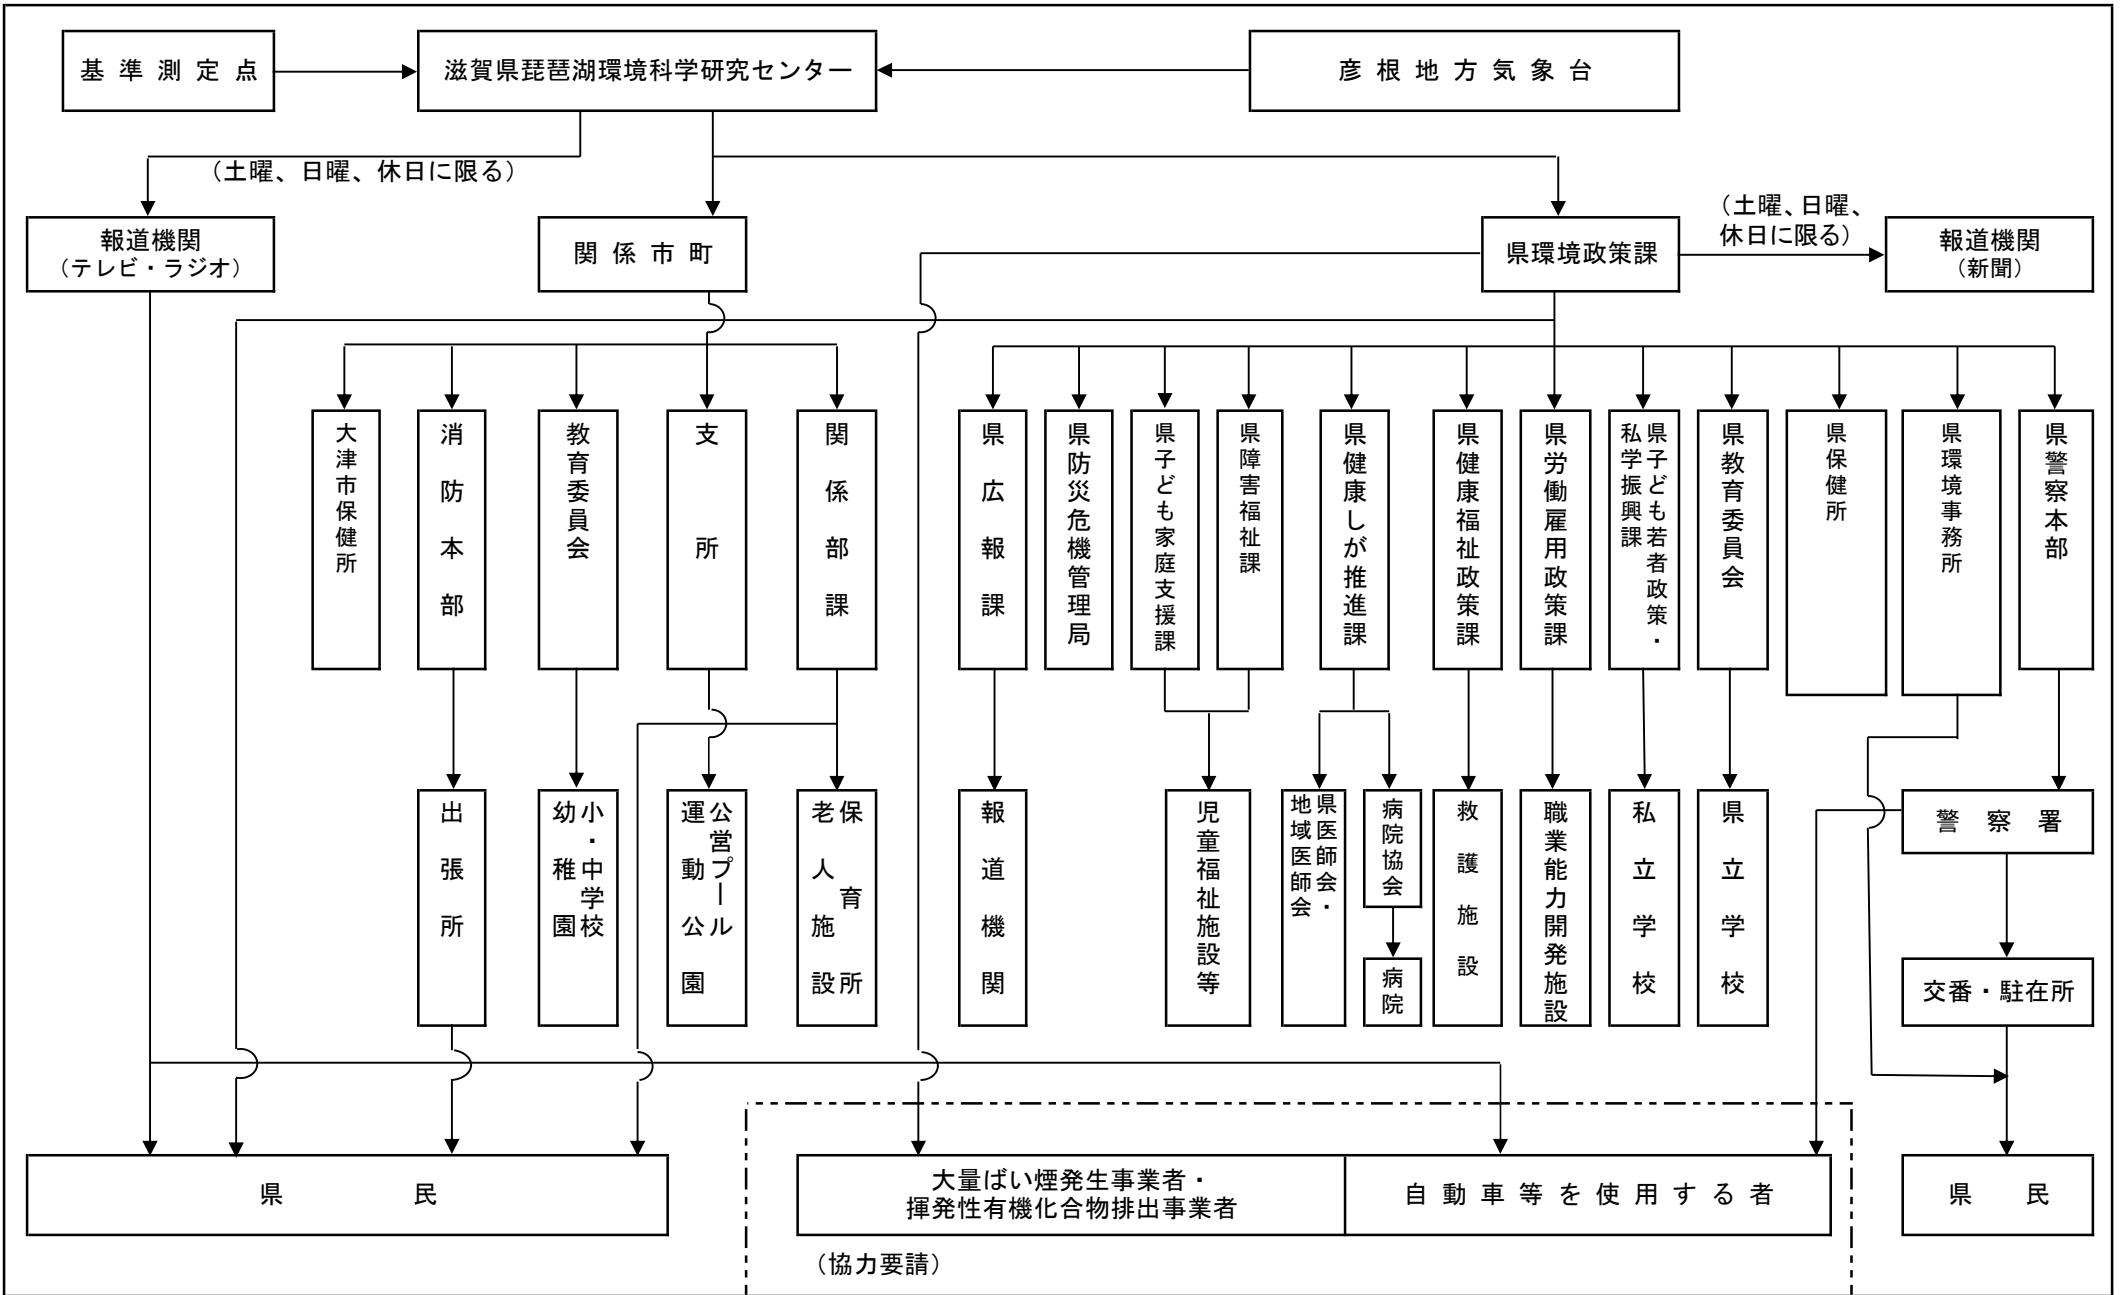 基準測定点
滋賀県琵琶湖環境科学研究センター
彦根地方気象台
（土曜、日曜、休日に限る）
報道機関
（テレビ・ラジオ）
関係市町
県環境政策課
（土曜、日曜、
休日に限る）
報道機関
（新聞）
大津市保健所
消防本部
教育委員会
支所
関係部課
県広報課
県防災危機管理局
県子ども家庭支援課
県障害福祉課
県健康しが推進課
県健康福祉政策課
県労働雇用政策課
県子ども若者政策・
私学振興課
県教育委員会
県保健所
県環境事務所
県警察本部
出張所
小・中学校
幼稚園
公営プール
運動公園
保育所
老人施設
報道機関
児童福祉施設等
県医師会・
地域医師会
病院協会
病院
救護施設
職業能力開発施設
私立学校
県立学校
警察署
交番・駐在所
県民
大量ばい煙発生事業者・
揮発性有機化合物排出事業者
自動車等を使用する者
県民
（協力要請）